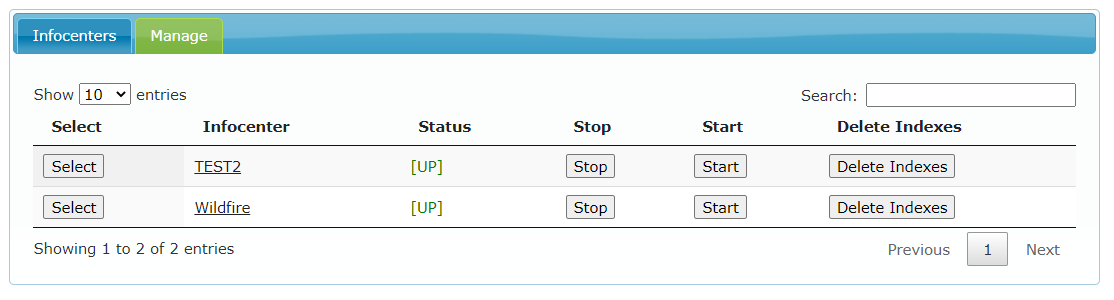 Infocenters Manage
Show 10 entries Search:
Select Infocenter Status Stop Start Delete Indexes
Select TEST2 [UP] Stop Start Delete Indexes
Select Wildfire [UP] Stop Start Delete Indexes
Showing 1 to 2 of 2 entries Previous 1 Next